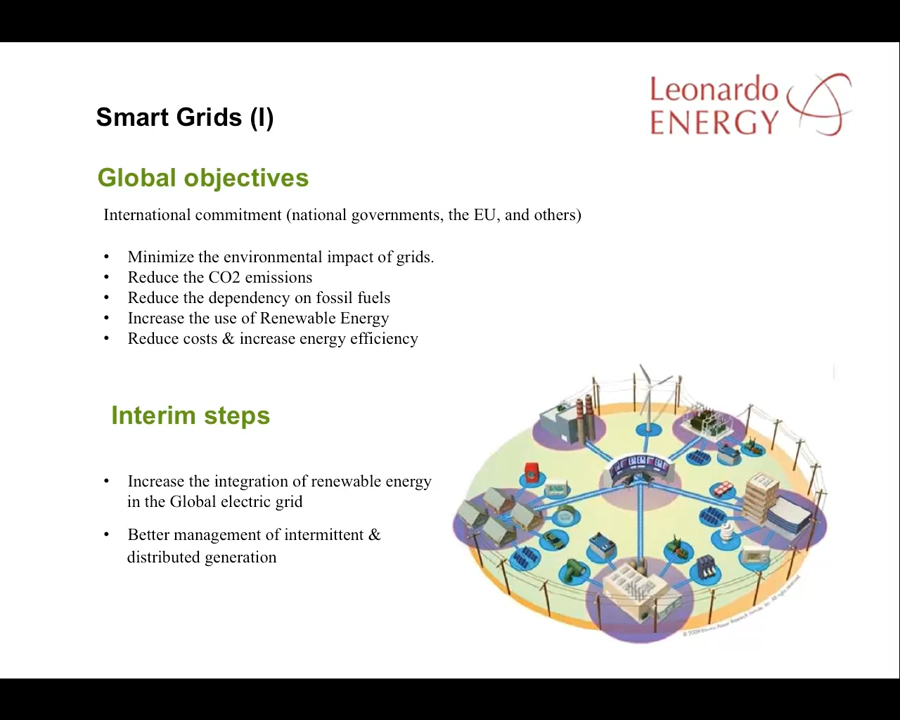 Leonardo
ENERGY
Smart Grids (I)
Global objectives
International commitment (national governments, the EU, and others)
• Minimize the environmental impact of grids.
• Reduce the CO2 emissions
• Reduce the dependency on fossil fuels
• Increase the use of Renewable Energy
• Reduce costs & increase energy efficiency
Interim steps
• Increase the integration of renewable energy
in the Global electric grid
• Better management of intermittent &
distributed generation